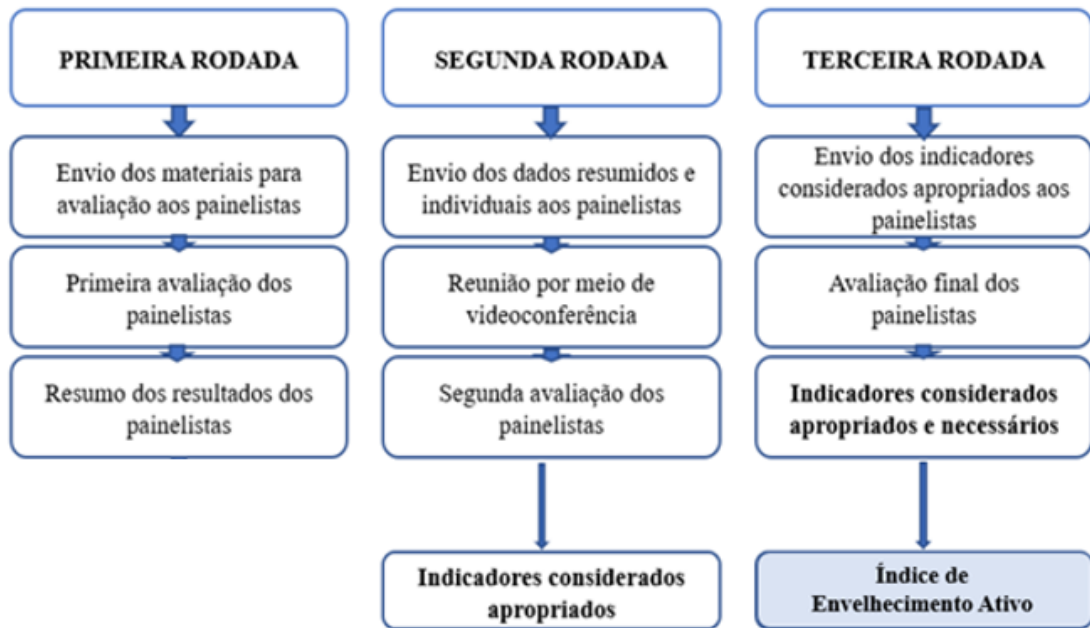 PRIMEIRA RODADA
Envio dos materiais para
avaliação aos painelistas
Primeira avaliação dos
painelistas
Resumo dos resultados dos
painelistas
SEGUNDA RODADA
Envio dos dados resumidos e
individuais aos painelistas
Reunião por meio de
videoconferência
Segunda avaliação dos
painelistas
Indicadores considerados
apropriados
TERCEIRA RODADA
Envio dos indicadores
considerados apropriados aos
painelistas
Avaliação final dos
painelistas
Indicadores considerados
apropriados e necessários
Índice de
Envelhecimento Ativo